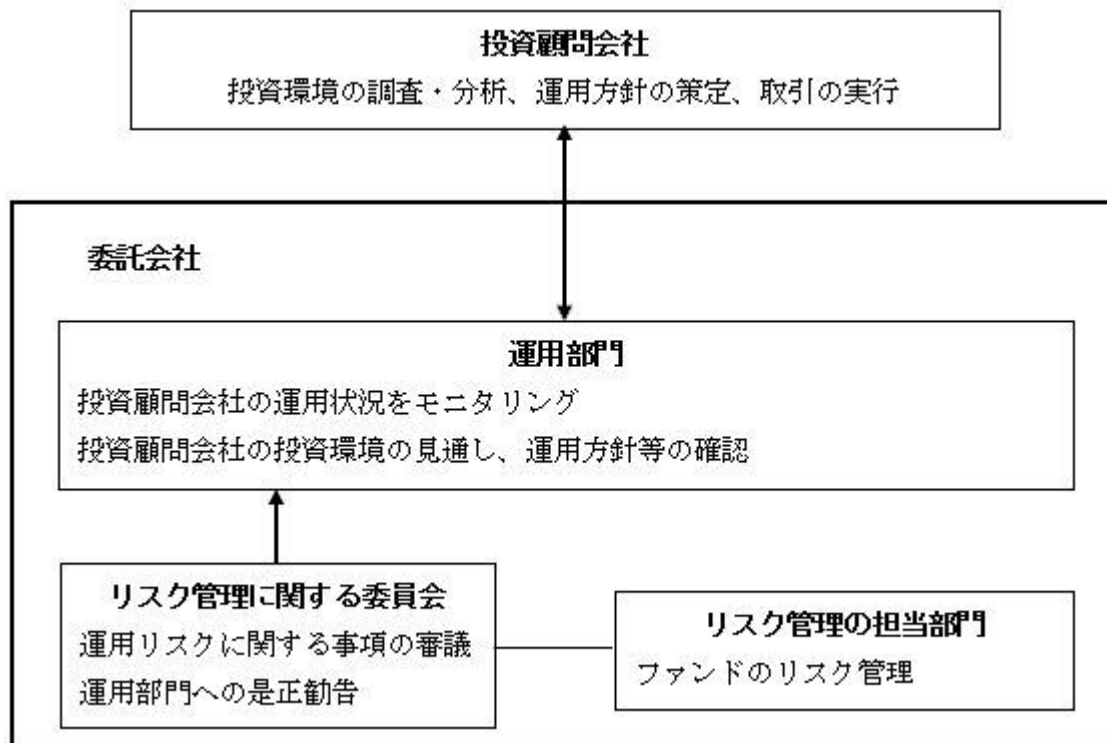 投資顧問会社
投資環境の調査・分析、運用方針の策定、取引の実行
委託会社
運用部門
投資顧問会社の運用状況をモニタリング
投資顧問会社の投資環境の見通し、運用方針等の確認
リスク管理に関する委員会
運用リスクに関する事項の審議
運用部門への是正勧告
リスク管理の担当部門
ファンドのリスク管理